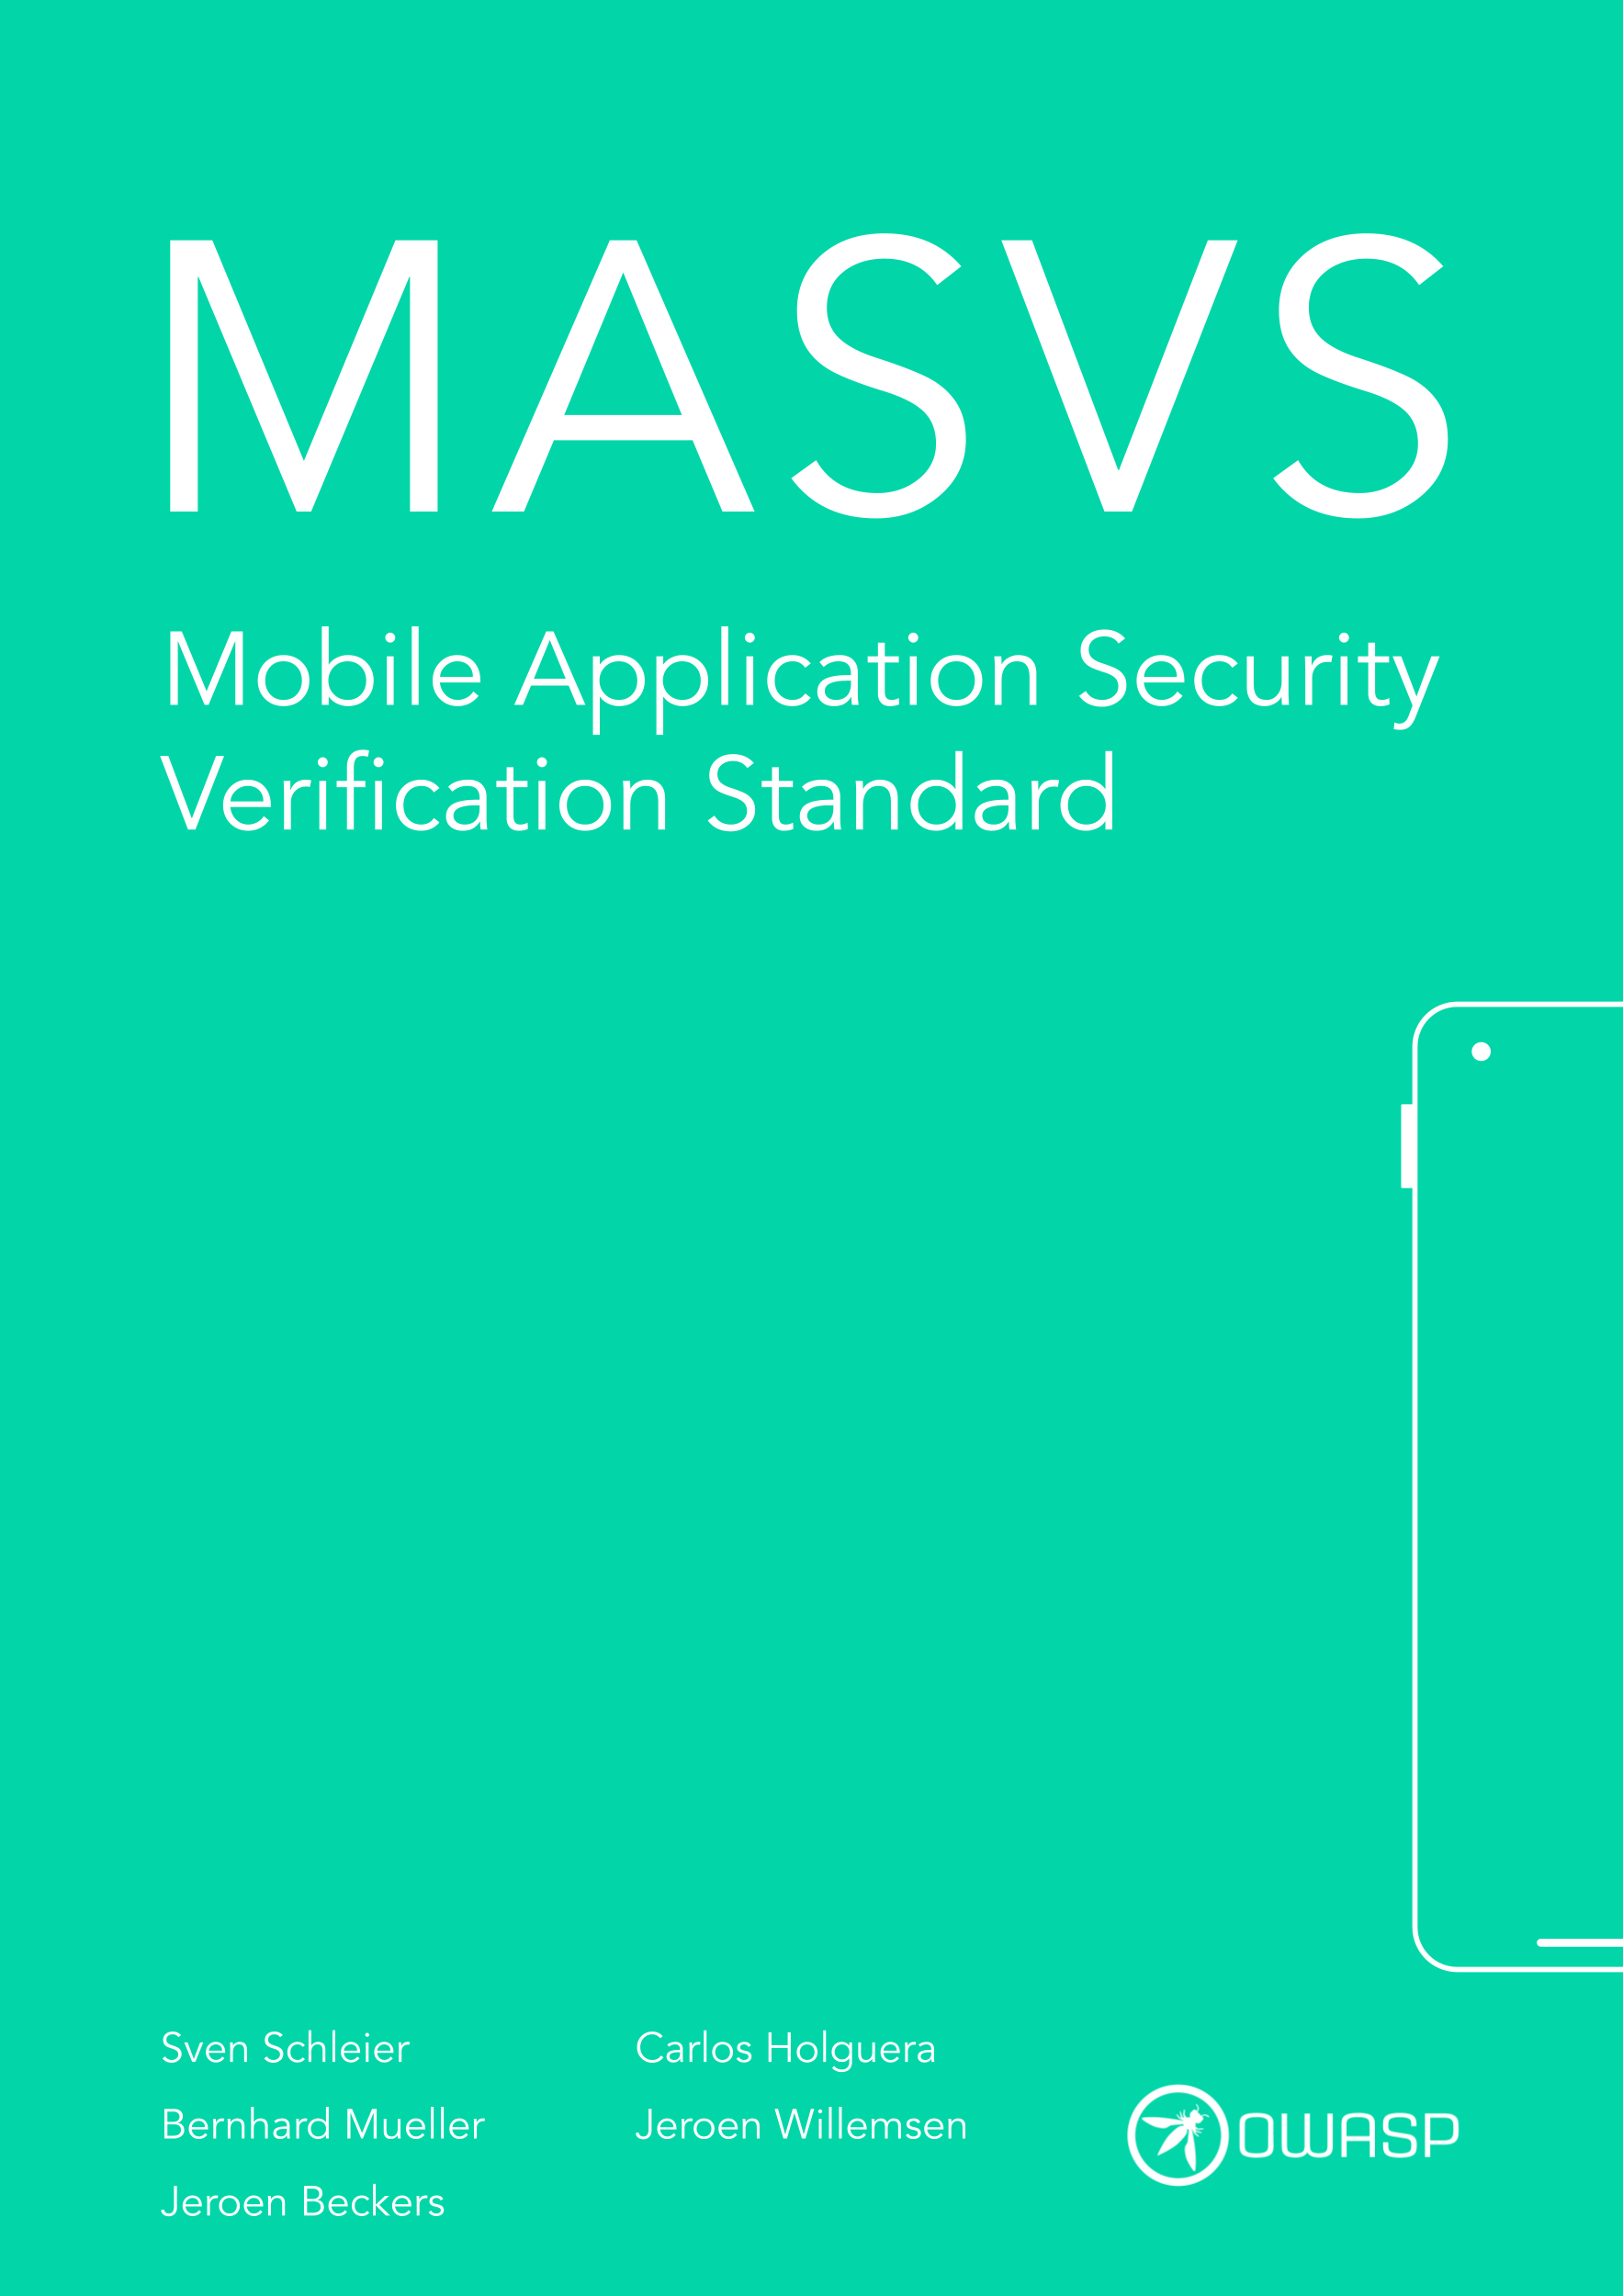 MASVS
Mobile Application Security
Verification Standard
Sven Schleier
Bernhard Mueller
Jeroen Beckers
Carlos Holguera
Jeroen Willemsen
OWASP